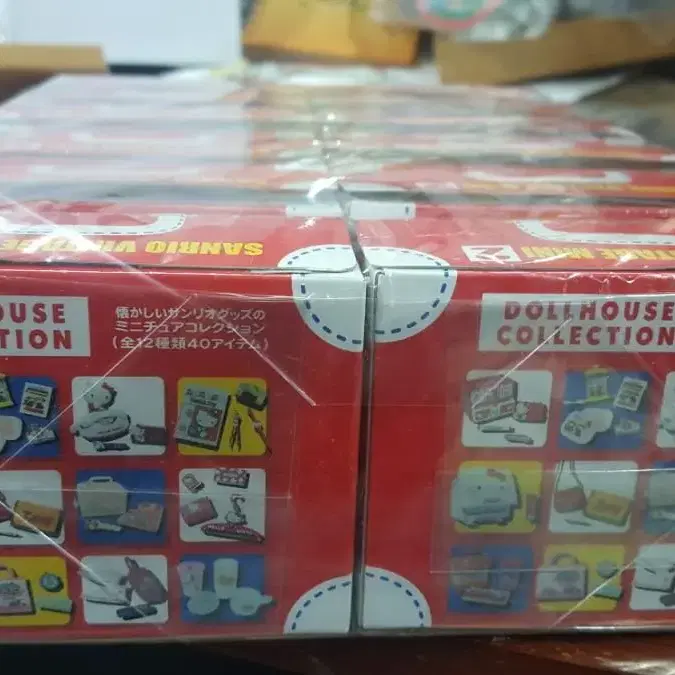 SANRIO VI
TAGE MINI
OUSE
TION
懐かしいサンリオグッズの
ミニチュアコレクション
(全12種類40アイテム)
DOLLHOUSE
COLLECTION